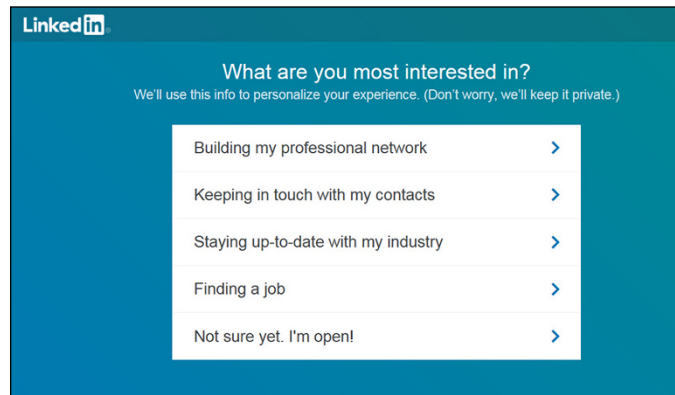 Linked in
What are you most interested in?
We'll use this info to personalize your experience. (Don't worry, we'll keep it private.)
Building my professional network
Keeping in touch with my contacts
Staying up-to-date with my industry
Finding a job
Not sure yet. I'm open!